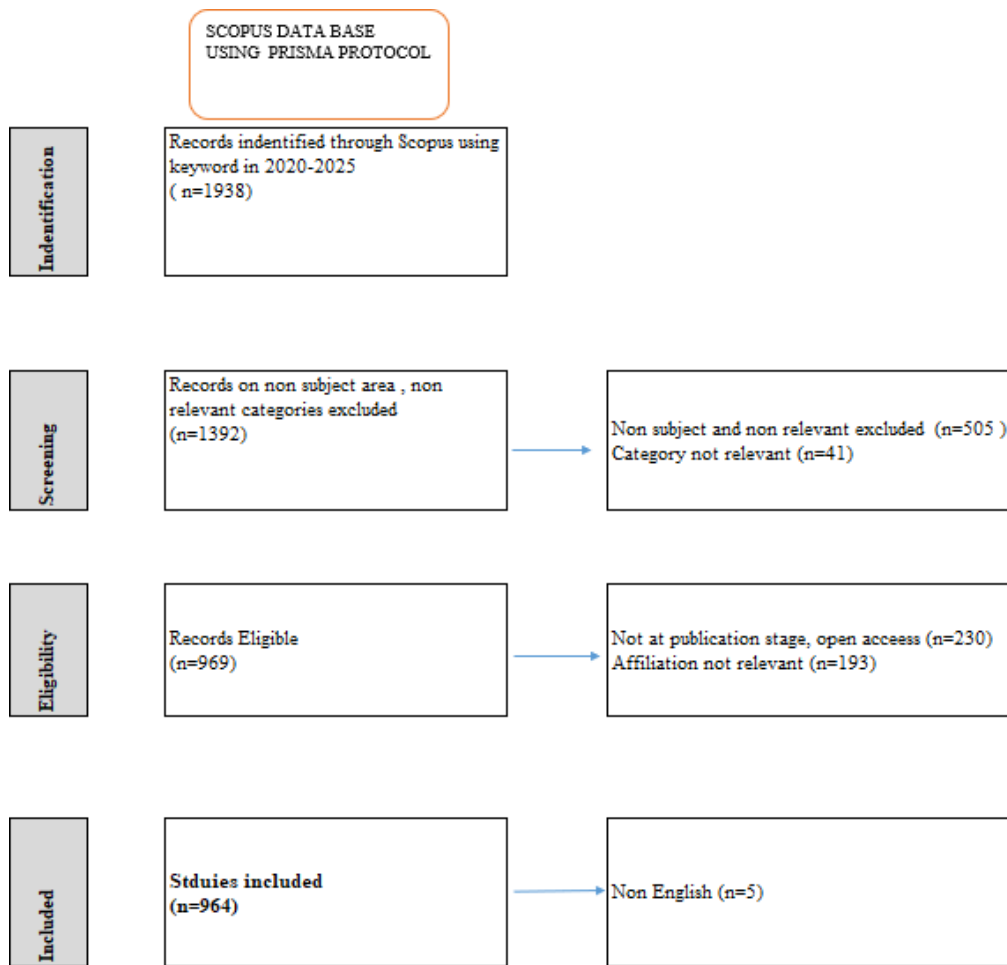 SCOPUS DATA BASE
USING PRISMA PROTOCOL
Indentification
Records indentified through Scopus using
keyword in 2020-2025
( n=1938)
Screening
Records on non subject area , non
relevant categories excluded
(n=1392)
Non subject and non relevant excluded (n=505 )
Category not relevant (n=41)
Eligibility
Records Eligible
(n=969)
Not at publication stage, open acceess (n=230)
Affiliation not relevant (n=193)
Included
Stduies included
(n=964)
Non English (n=5)